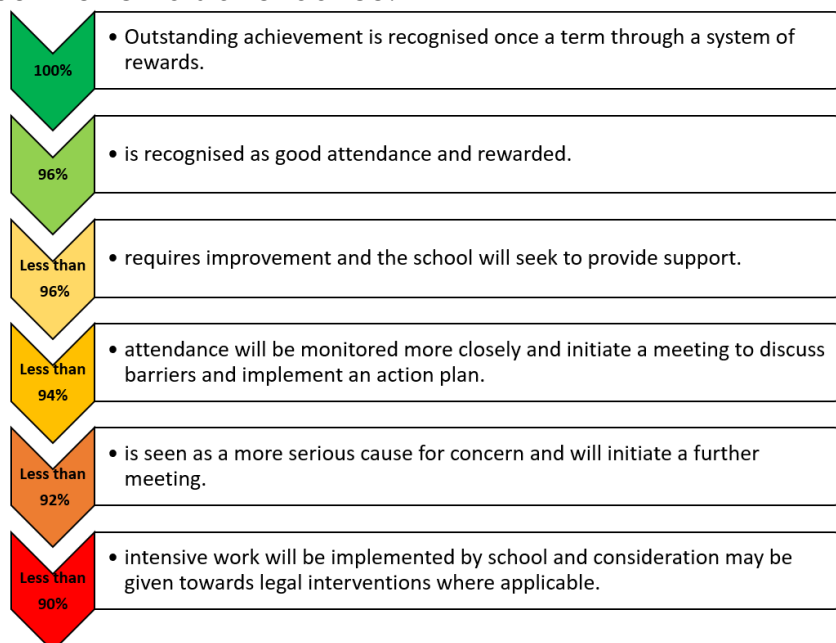 100%
• Outstanding achievement is recognised once a term through a system of
rewards.
96%
• is recognised as good attendance and rewarded.
Less than
96%
• requires improvement and the school will seek to provide support.
Less than
94%
• attendance will be monitored more closely and initiate a meeting to discuss
barriers and implement an action plan.
Less than
92%
• is seen as a more serious cause for concern and will initiate a further
meeting.
Less than
90%
• intensive work will be implemented by school and consideration may be
given towards legal interventions where applicable.